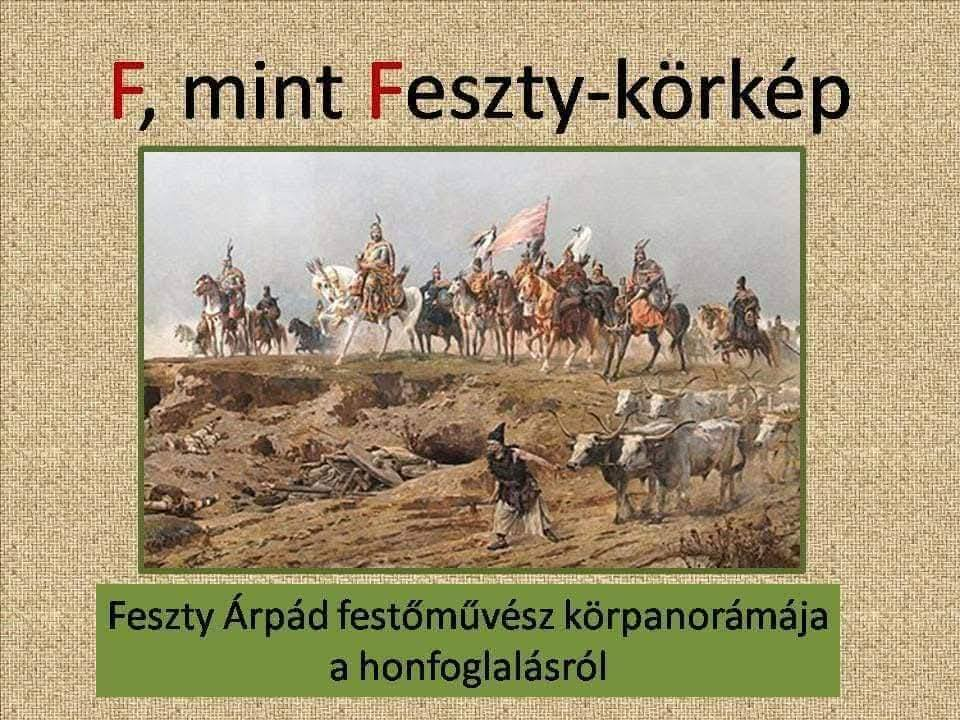 F, mint Feszty-körkép
Feszty Árpád festőművész körpanorámája
a honfoglalásról